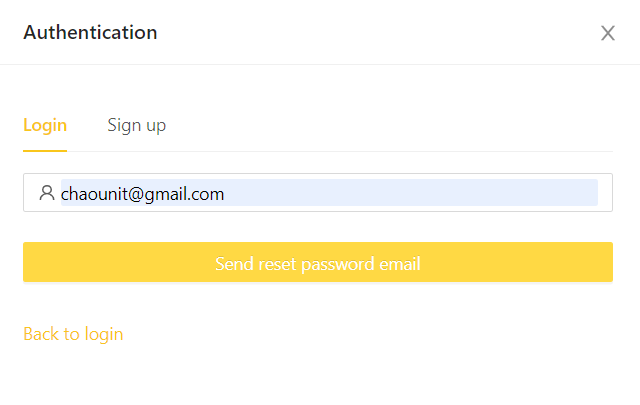 Authentication
Login
Sign up
chaounit@gmail.com
Send reset password email
Back to login